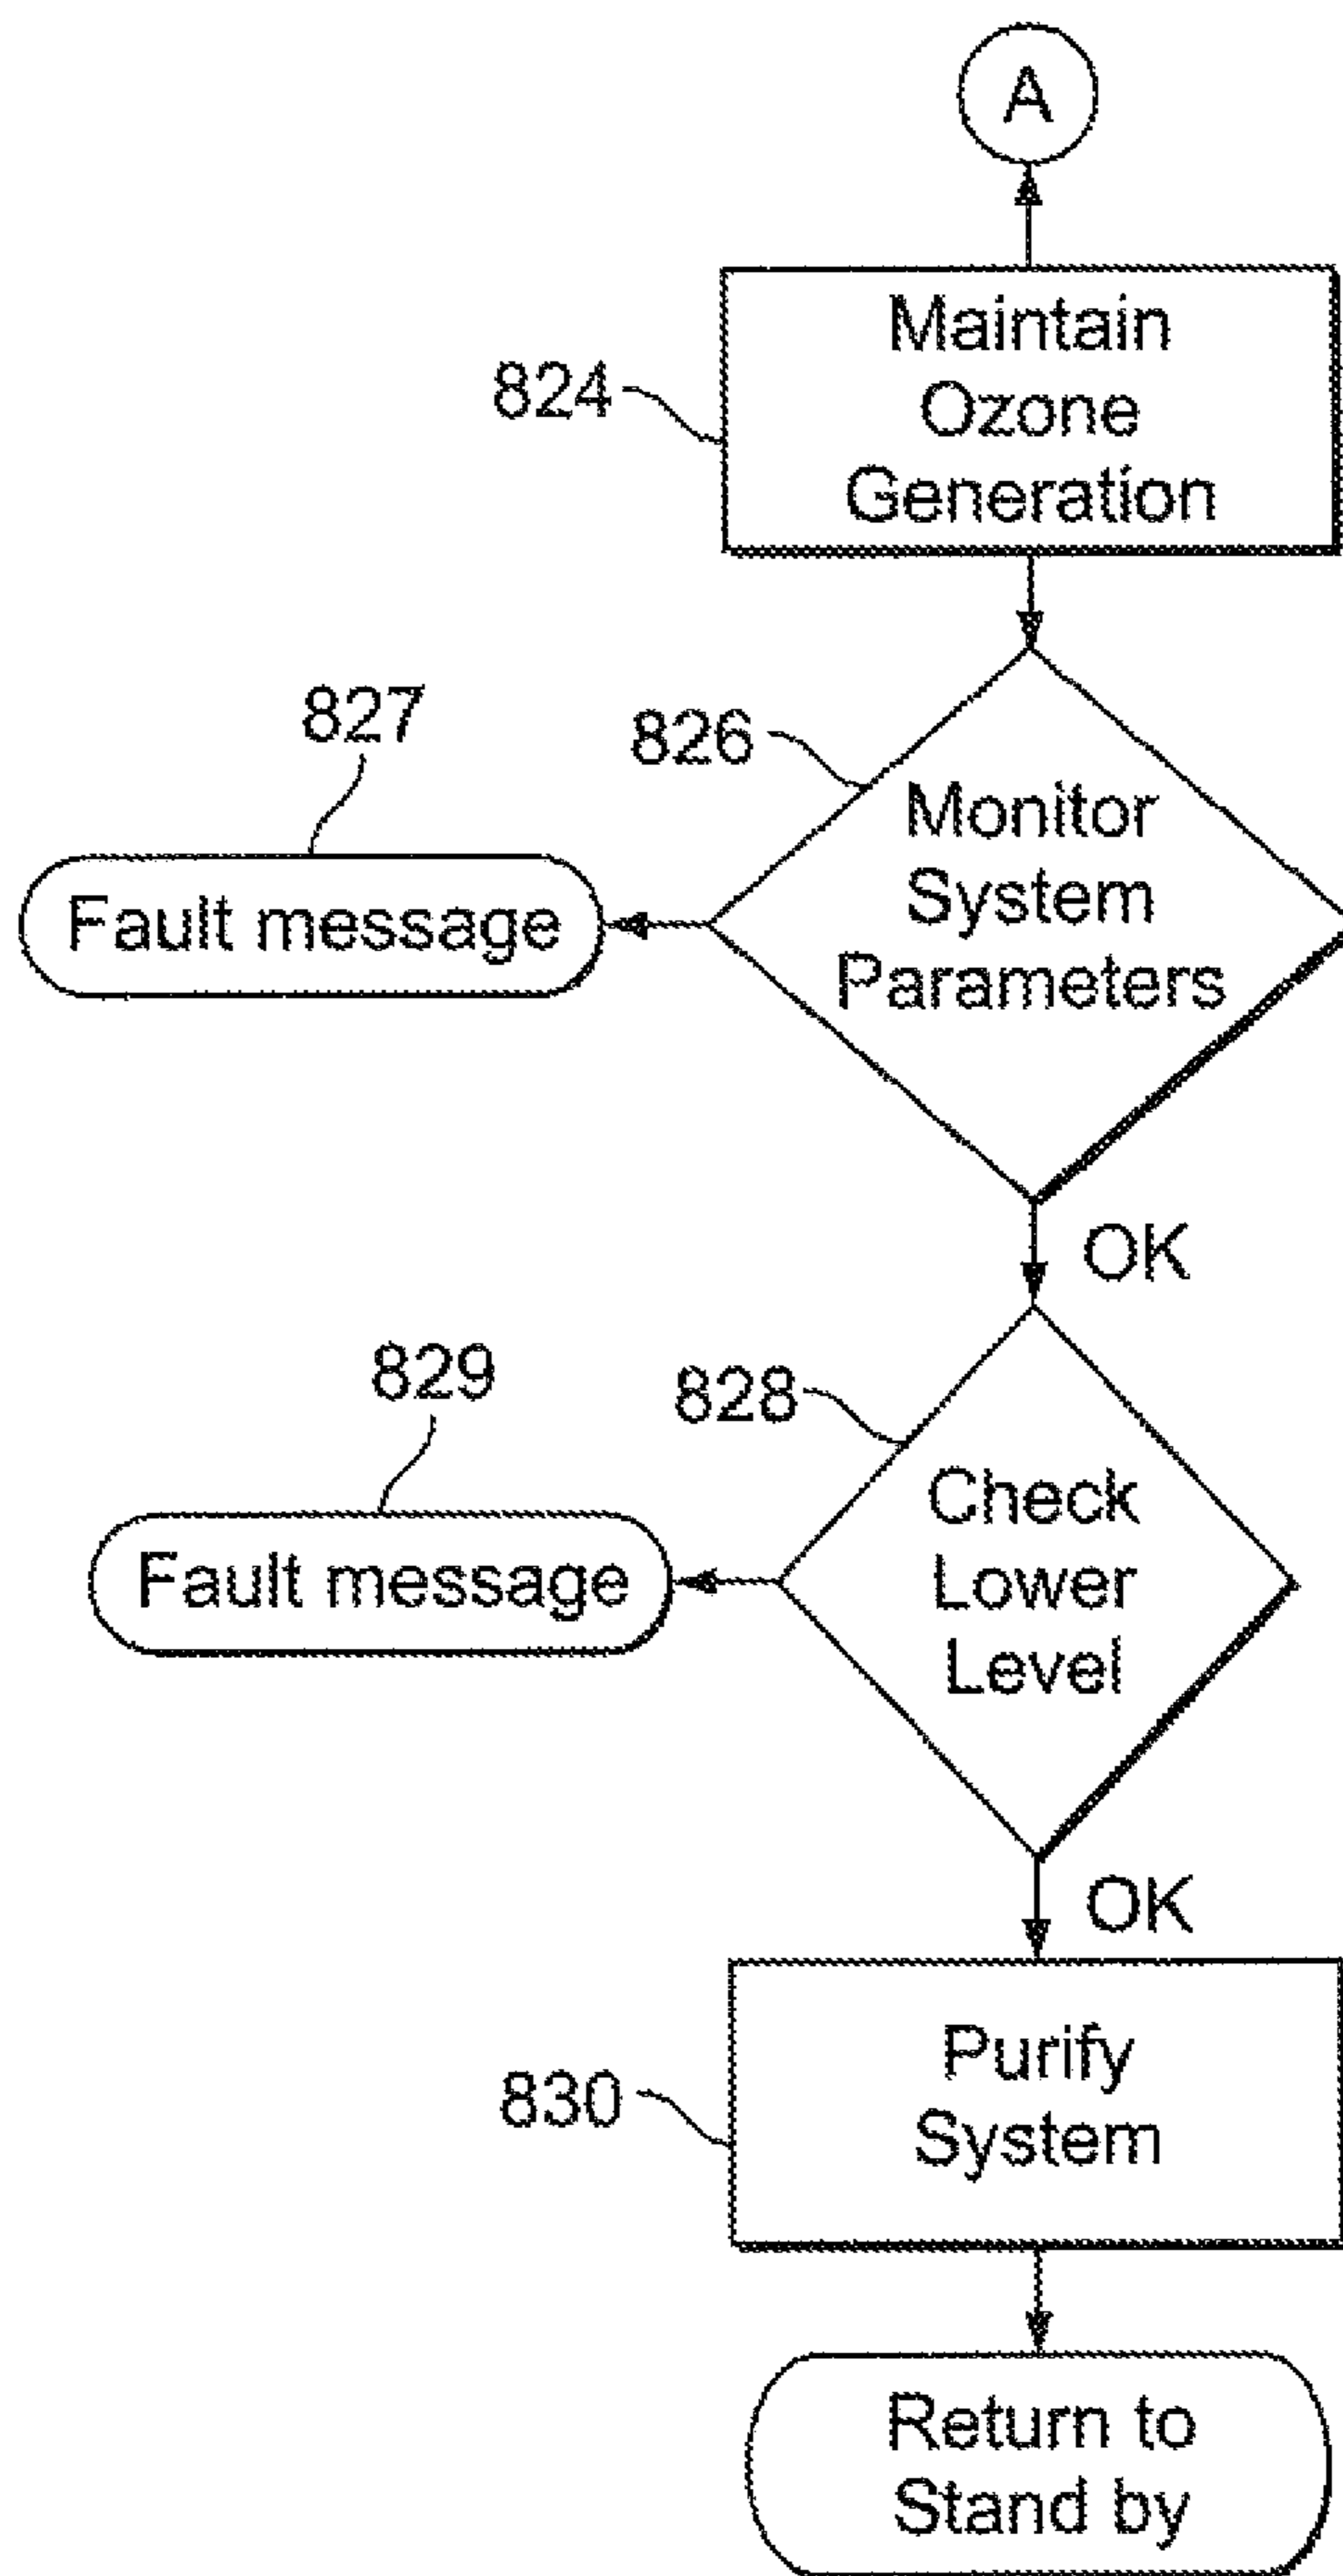 A
824
Maintain
Ozone
Generation
827
826
Monitor
System
Parameters
Fault message
OK
829
828
Check
Lower
Level
Fault message
OK
830
Purify
System
Return to
Stand by